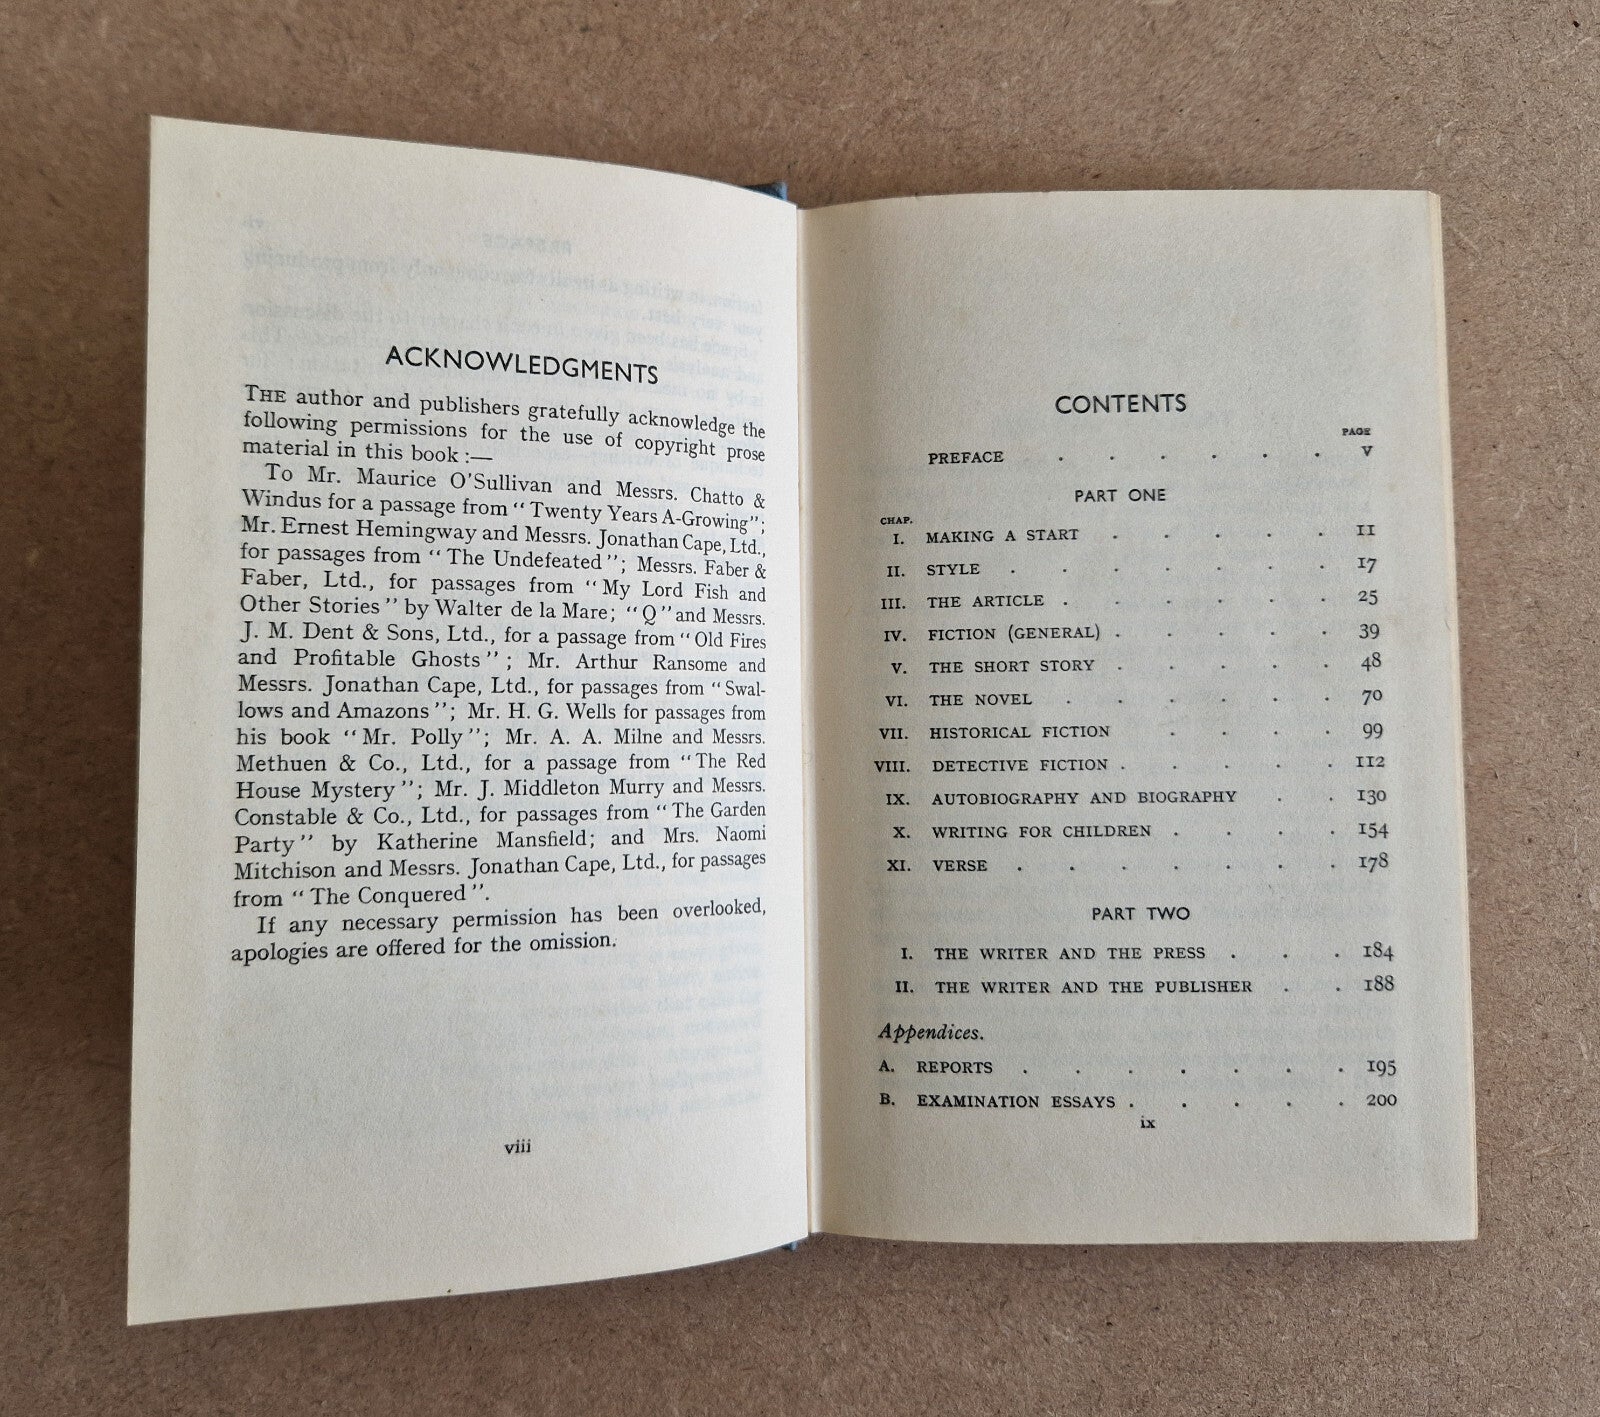 ACKNOWLEDGMENTS
THE author and publishers gratefully acknowledge the
following permissions for the use of copyright prose
material in this book :—
To Mr. Maurice O'Sullivan and Messrs. Chatto &
Windus for a passage from "Twenty Years A-Growing";
Mr. Ernest Hemingway and Messrs. Jonathan Cape, Ltd.,
for passages from "The Undefeated"; Messrs. Faber &
Faber, Ltd., for passages from "My Lord Fish and
Other Stories" by Walter de la Mare; "Q" and Messrs.
J. M. Dent & Sons, Ltd., for a passage from "Old Fires
and Profitable Ghosts"; Mr. Arthur Ransome and
Messrs. Jonathan Cape, Ltd., for passages from "Swal-
lows and Amazons"; Mr. H. G. Wells for passages from
his book "Mr. Polly"; Mr. A. A. Milne and Messrs.
Methuen & Co., Ltd., for a passage from "The Red
House Mystery"; Mr. J. Middleton Murry and Messrs.
Constable & Co., Ltd., for passages from "The Garden
Party" by Katherine Mansfield; and Mrs. Naomi
Mitchison and Messrs. Jonathan Cape, Ltd., for passages
from "The Conquered".
If any necessary permission has been overlooked,
apologies are offered for the omission.
viii
CONTENTS
PAGE
PREFACE . . . . . . V
PART ONE
CHAP.
I. MAKING A START . . . . . 11
II. STYLE . . . . . . . 17
III. THE ARTICLE . . . . . . 25
IV. FICTION (GENERAL) . . . . . 39
V. THE SHORT STORY . . . . . 48
VI. THE NOVEL . . . . . . 70
VII. HISTORICAL FICTION . . . . 99
VIII. DETECTIVE FICTION . . . . . 112
IX. AUTOBIOGRAPHY AND BIOGRAPHY . . 130
X. WRITING FOR CHILDREN . . . . 154
XI. VERSE . . . . . . . 178
PART TWO
I. THE WRITER AND THE PRESS . . . 184
II. THE WRITER AND THE PUBLISHER . . 188
Appendices.
A. REPORTS . . . . . . . 195
B. EXAMINATION ESSAYS . . . . . 200
ix